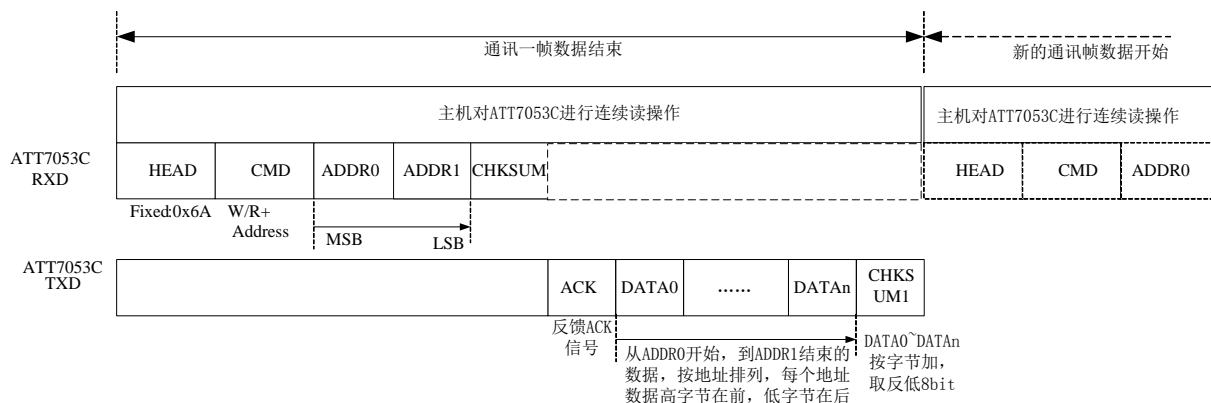 通讯一帧数据结束
新的通讯帧数据开始
主机对ATT7053C进行连续读操作
主机对ATT7053C进行连续读操作
ATT7053C
RXD
HEAD
CMD
ADDR0
ADDR1
CHKSUM
HEAD
CMD
ADDR0
Fixed:0x6A
W/R+
Address
MSB
LSB
ATT7053C
TXD
ACK
DATA0
……
DATAn
CHKS
UM1
反馈ACK
信号
从ADDR0开始，到ADDR1结束的
数据，按地址排列，每个地址
数据高字节在前，低字节在后
DATA0~DATAn
按字节加，
取反低8bit